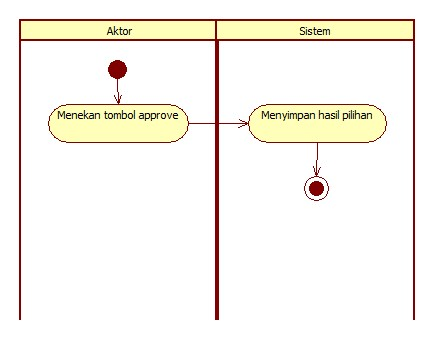 Aktor
Sistem
Menekan tombol approve
Menyimpan hasil pilihan